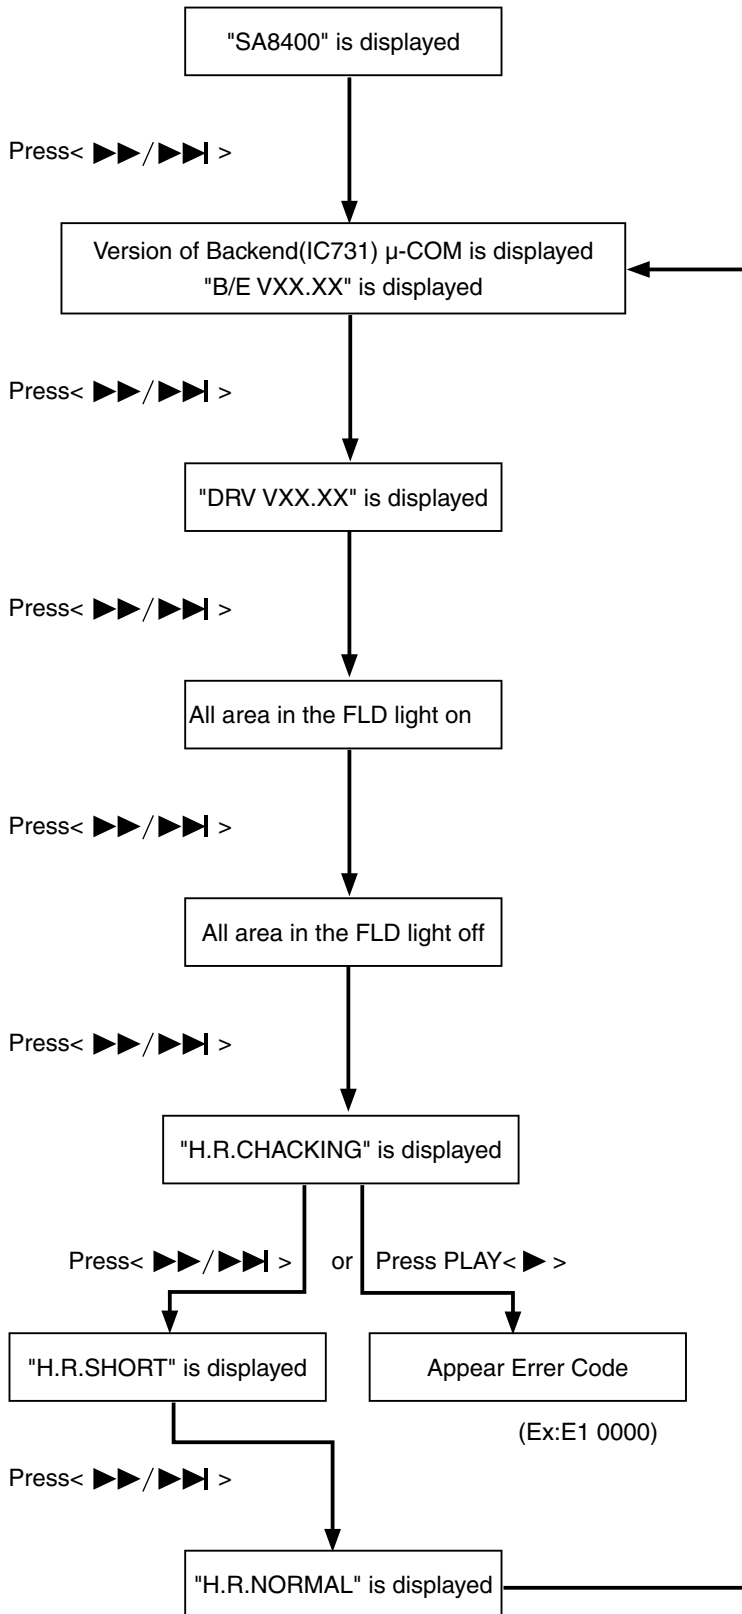 "SA8400" is displayed
Press< ▶▶/▶▶| >
Version of Backend(IC731) μ-COM is displayed
"B/E VXX.XX" is displayed
Press< ▶▶/▶▶| >
"DRV VXX.XX" is displayed
Press< ▶▶/▶▶| >
All area in the FLD light on
Press< ▶▶/▶▶| >
All area in the FLD light off
Press< ▶▶/▶▶| >
"H.R.CHACKING" is displayed
Press< ▶▶/▶▶| > or Press PLAY< ▶ >
"H.R.SHORT" is displayed
Appear Errer Code
(Ex:E1 0000)
Press< ▶▶/▶▶| >
"H.R.NORMAL" is displayed